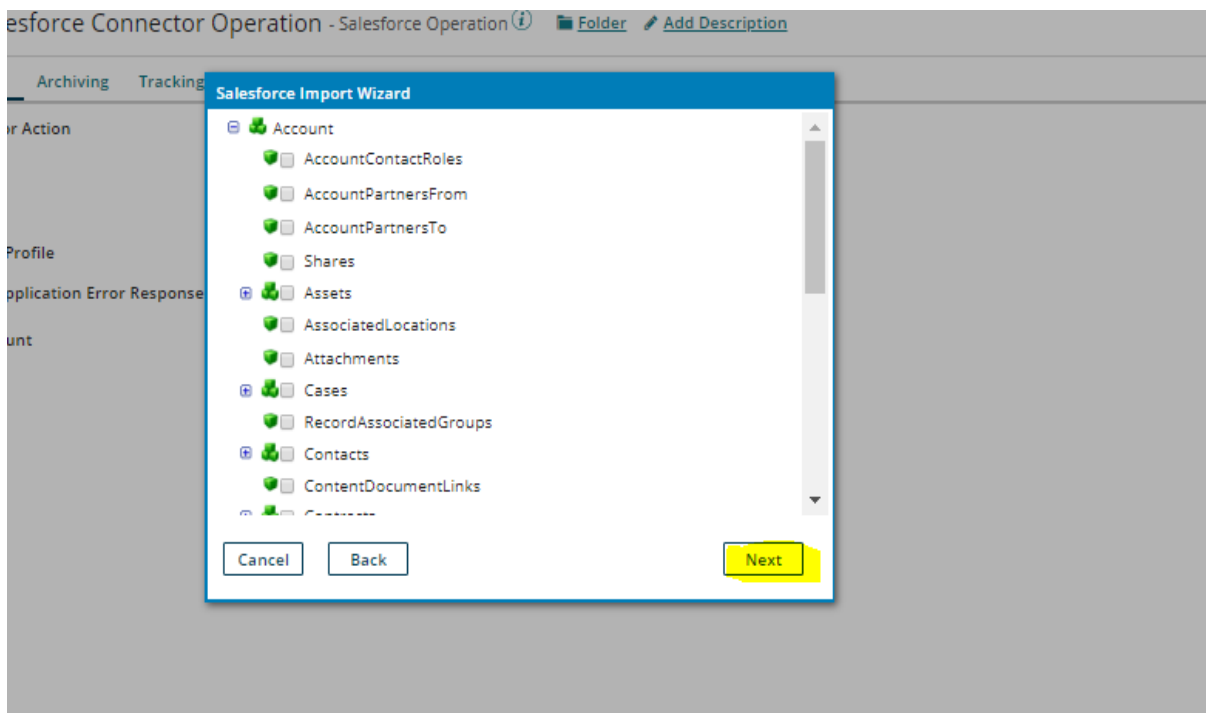 esforce Connector Operation - Salesforce Operation i Folder Add Description
Archiving Tracking
Salesforce Import Wizard
or Action
Account
AccountContactRoles
AccountPartnersFrom
AccountPartnersTo
Profile
Shares
pplication Error Response
Assets
AssociatedLocations
unt
Attachments
Cases
RecordAssociatedGroups
Contacts
ContentDocumentLinks
Cancel Back Next